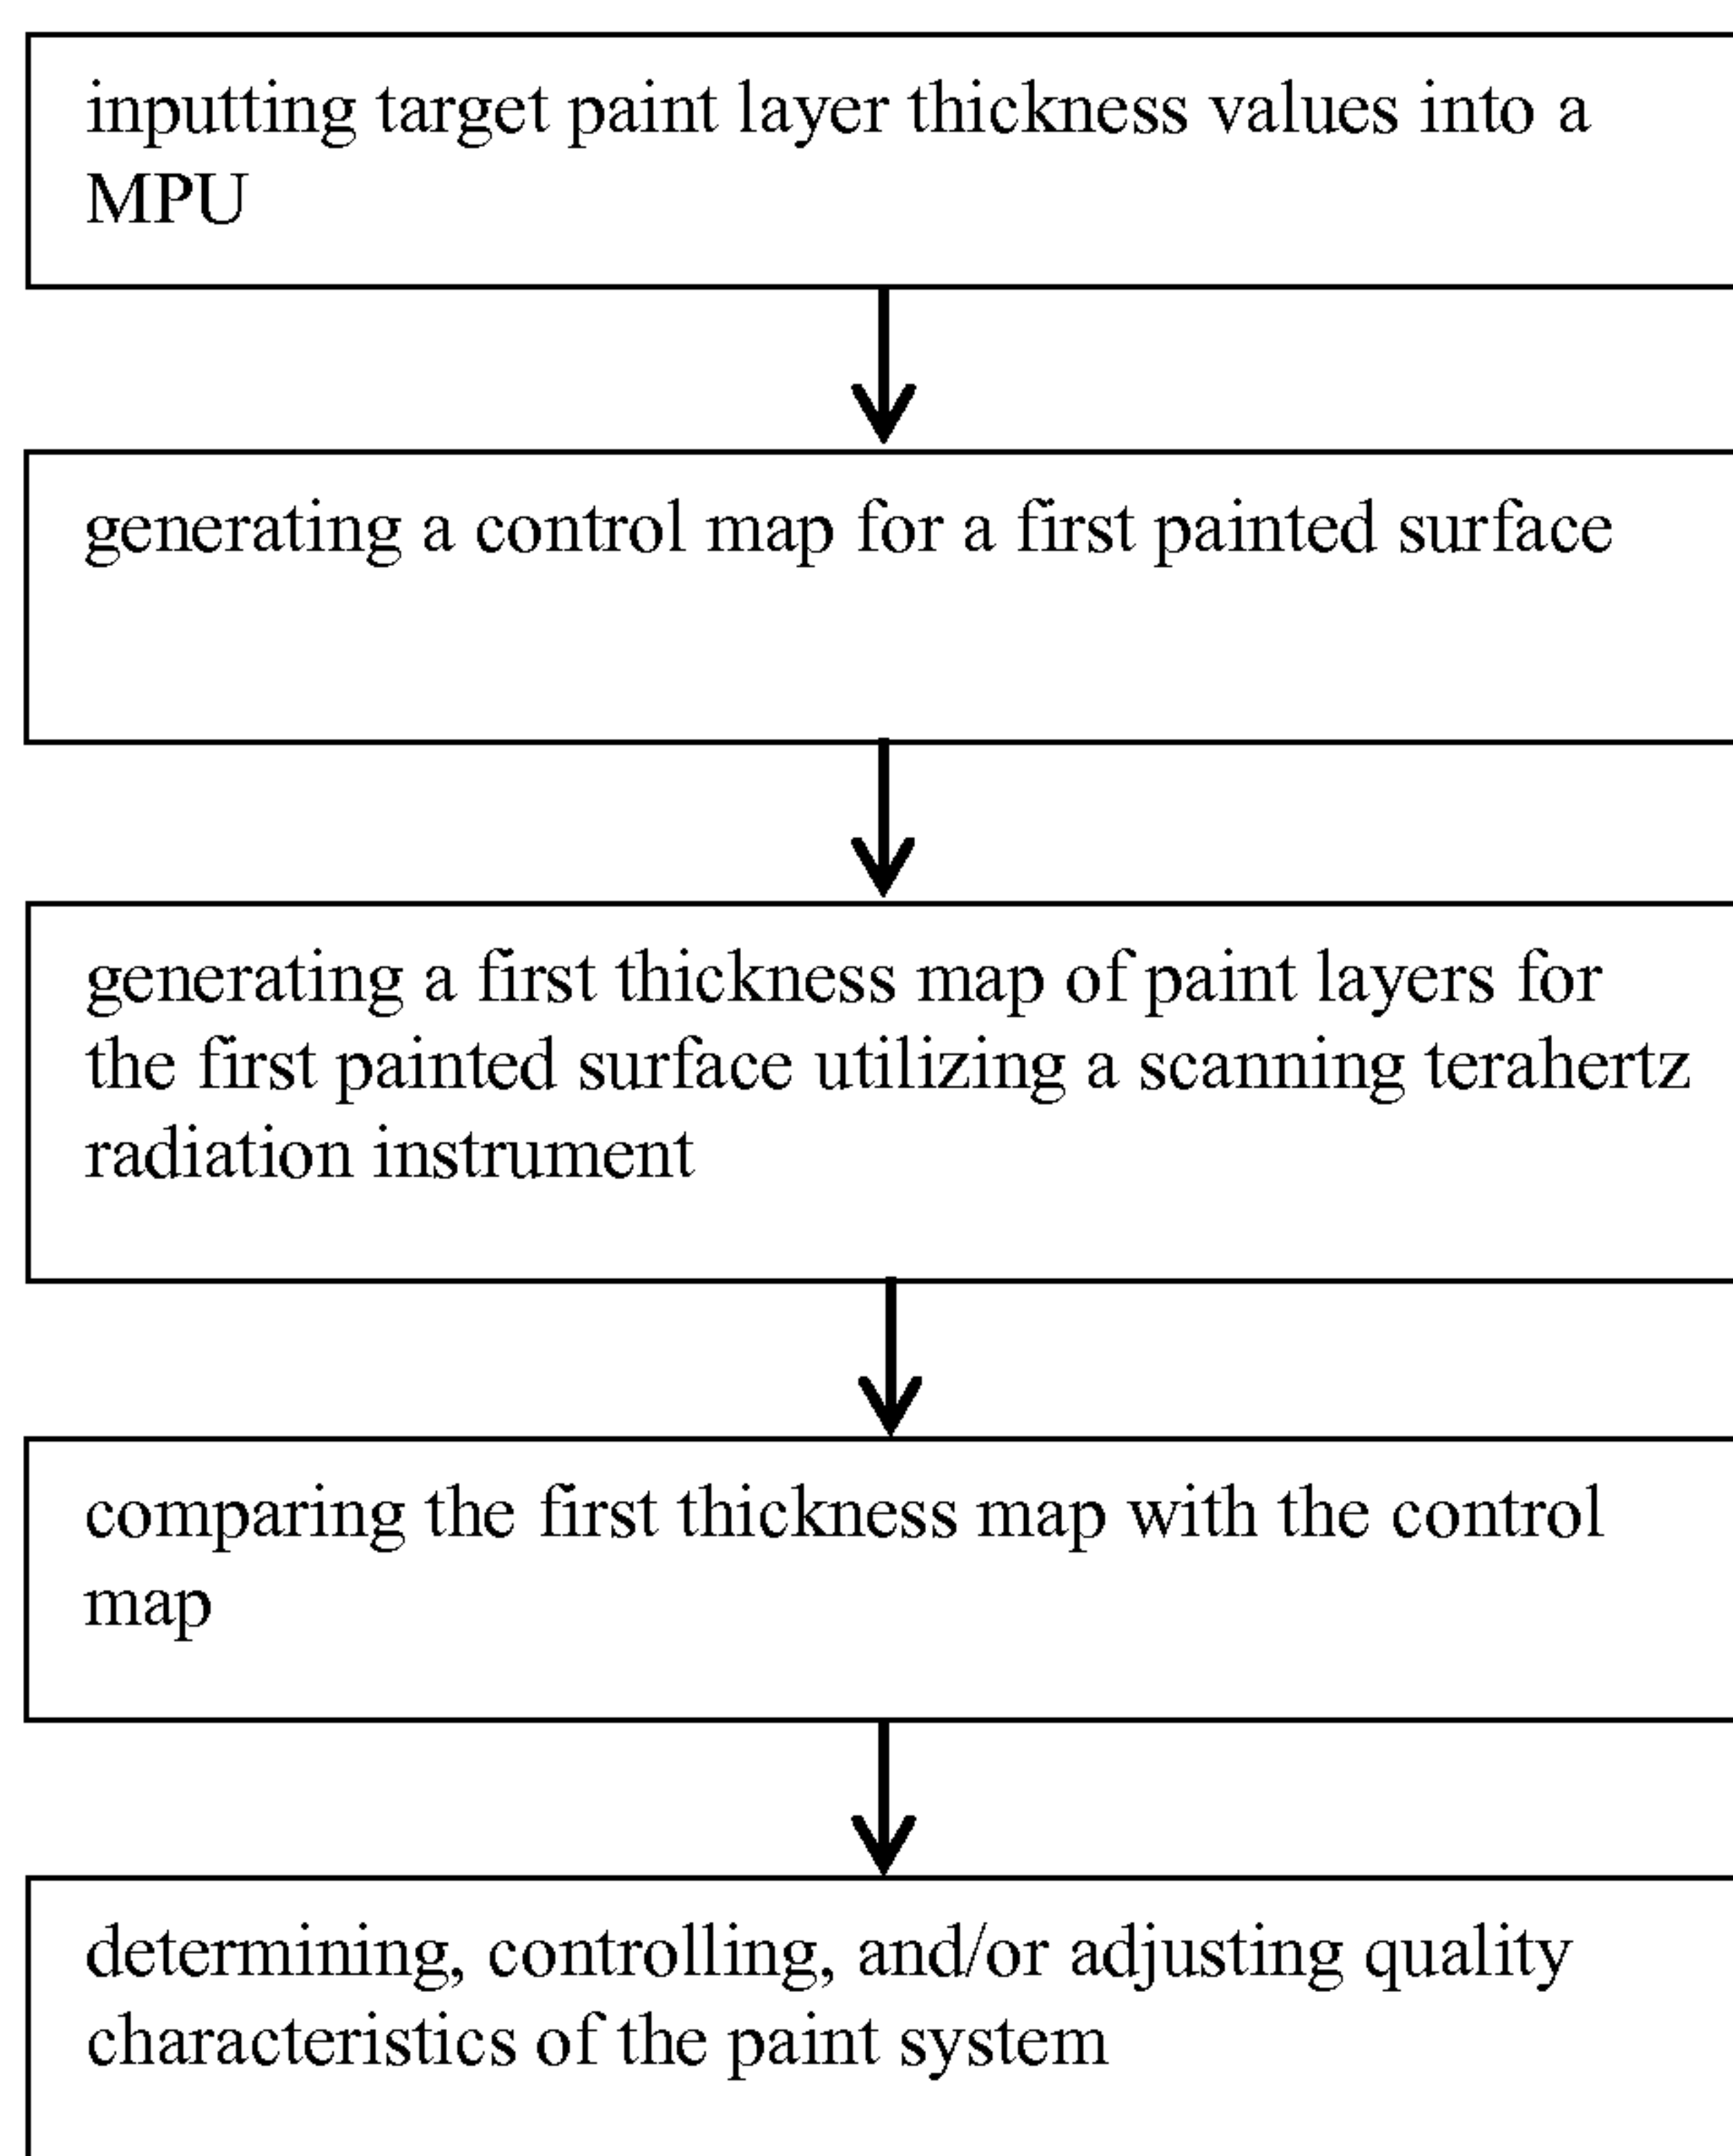 inputting target paint layer thickness values into a
MPU
generating a control map for a first painted surface
generating a first thickness map of paint layers for
the first painted surface utilizing a scanning terahertz
radiation instrument
comparing the first thickness map with the control
map
determining, controlling, and/or adjusting quality
characteristics of the paint system